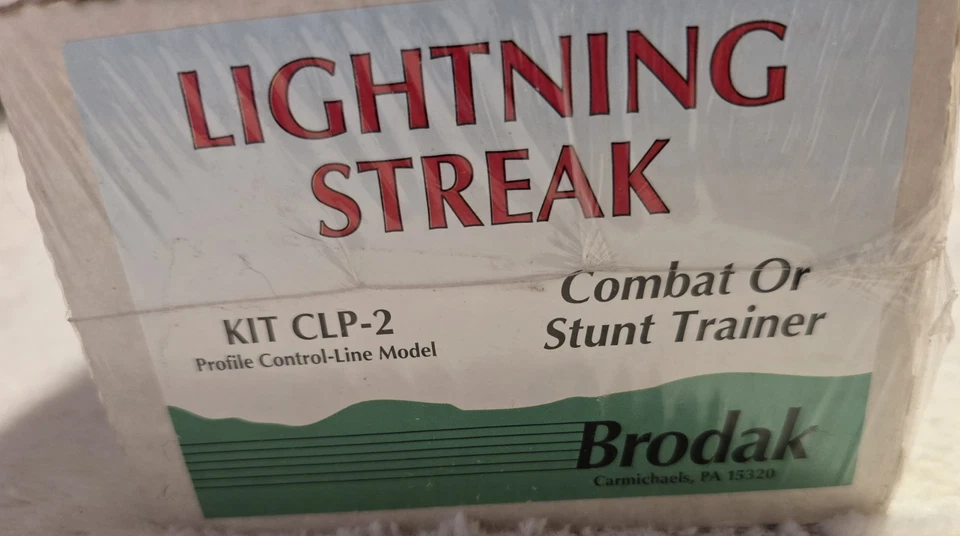 LIGHTNING
STREAK
Combat Or
Stunt Trainer
KIT CLP-2
Profile Control-Line Model
Brodak
Carmichaels, PA 15320